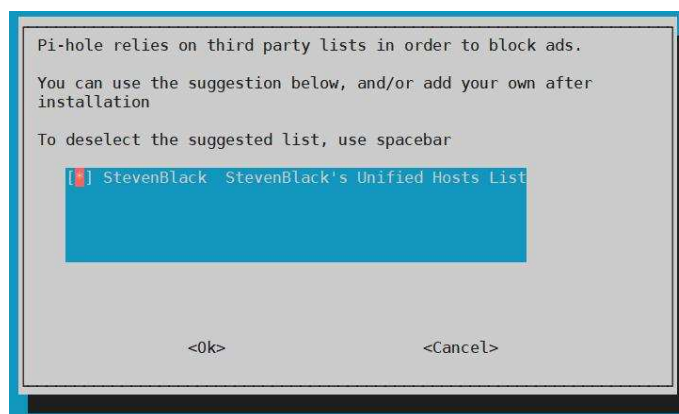 Pi-hole relies on third party lists in order to block ads.
You can use the suggestion below, and/or add your own after
installation
To deselect the suggested list, use spacebar
[*] StevenBlack  StevenBlack's Unified Hosts List
<Ok> <Cancel>